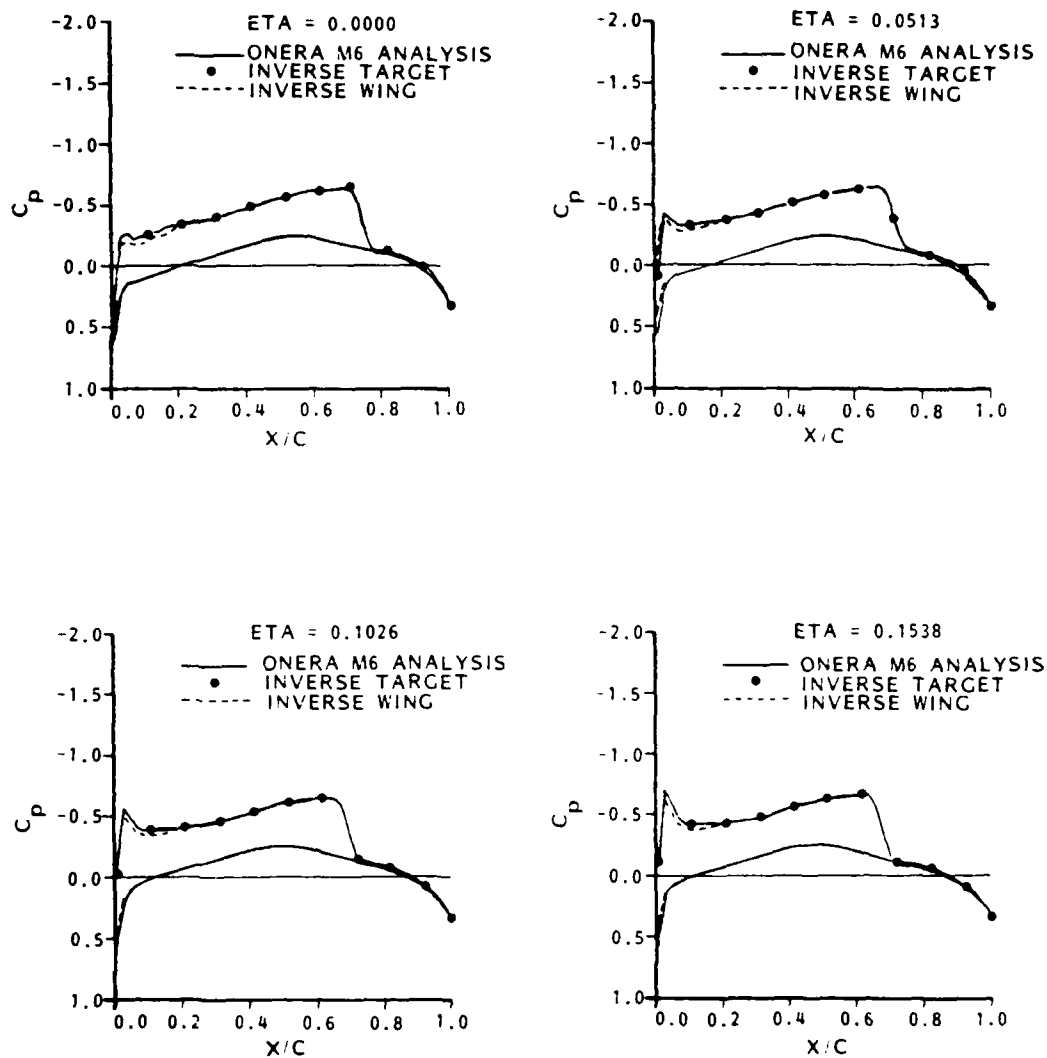 ETA = 0.0000
ONERA M6 ANALYSIS
INVERSE TARGET
INVERSE WING
-2.0
-1.5
-1.0
-0.5
0.0
0.5
1.0
Cp
0.0 0.2 0.4 0.6 0.8 1.0
X/C
ETA = 0.0513
ONERA M6 ANALYSIS
INVERSE TARGET
INVERSE WING
-2.0
-1.5
-1.0
-0.5
0.0
0.5
1.0
Cp
0.0 0.2 0.4 0.6 0.8 1.0
X/C
ETA = 0.1026
ONERA M6 ANALYSIS
INVERSE TARGET
INVERSE WING
-2.0
-1.5
-1.0
-0.5
0.0
0.5
1.0
Cp
0.0 0.2 0.4 0.6 0.8 1.0
X/C
ETA = 0.1538
ONERA M6 ANALYSIS
INVERSE TARGET
INVERSE WING
-2.0
-1.5
-1.0
-0.5
0.0
0.5
1.0
Cp
0.0 0.2 0.4 0.6 0.8 1.0
X/C